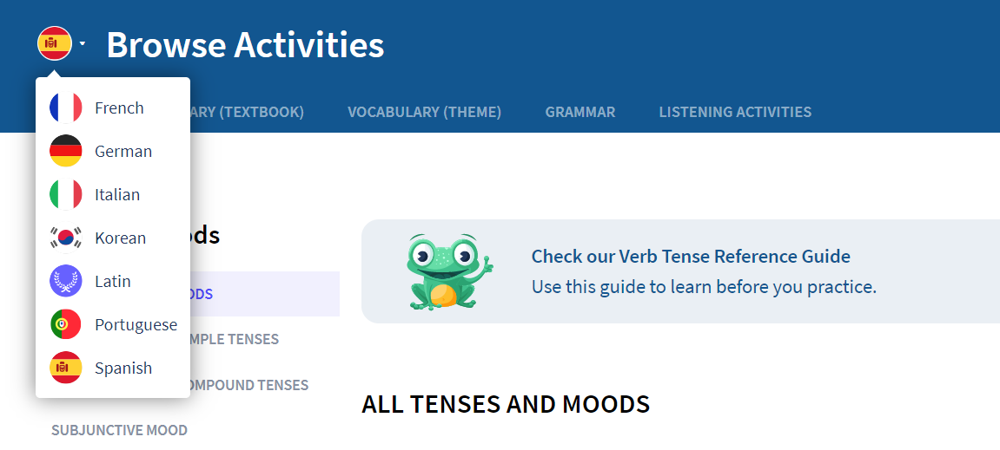 Browse Activities
ARY (TEXTBOOK)
VOCABULARY (THEME)
GRAMMAR
LISTENING ACTIVITIES
French
German
Italian
Korean
Latin
Portuguese
Spanish
ods
ODS
MPLE TENSES
OMPOUND TENSES
SUBJUNCTIVE MOOD
Check our Verb Tense Reference Guide
Use this guide to learn before you practice.
ALL TENSES AND MOODS